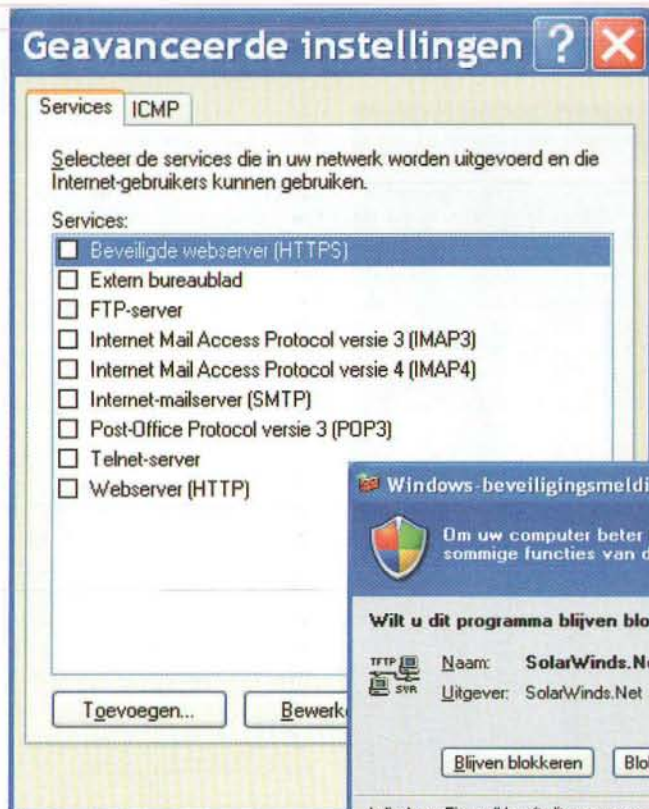 Geavanceerde instellingen
Services ICMP
Selecteer de services die in uw netwerk worden uitgevoerd en die
Internet-gebruikers kunnen gebruiken.
Services:
Beveiligde webserver (HTTPS)
Extern bureaublad
FTP-server
Internet Mail Access Protocol versie 3 (IMAP3)
Internet Mail Access Protocol versie 4 (IMAP4)
Internet-mailserver (SMTP)
Post-Office Protocol versie 3 (POP3)
Telnet-server
Webserver (HTTP)
Toevoegen... Bewerk
Windows-beveiligingsmeldi
Om uw computer beter
sommige functies van d
Wilt u dit programma blijven blo
TFTP SVR
Naam: SolarWinds.Ne
Uitgever: SolarWinds.Net
Blijven blokkeren Blo